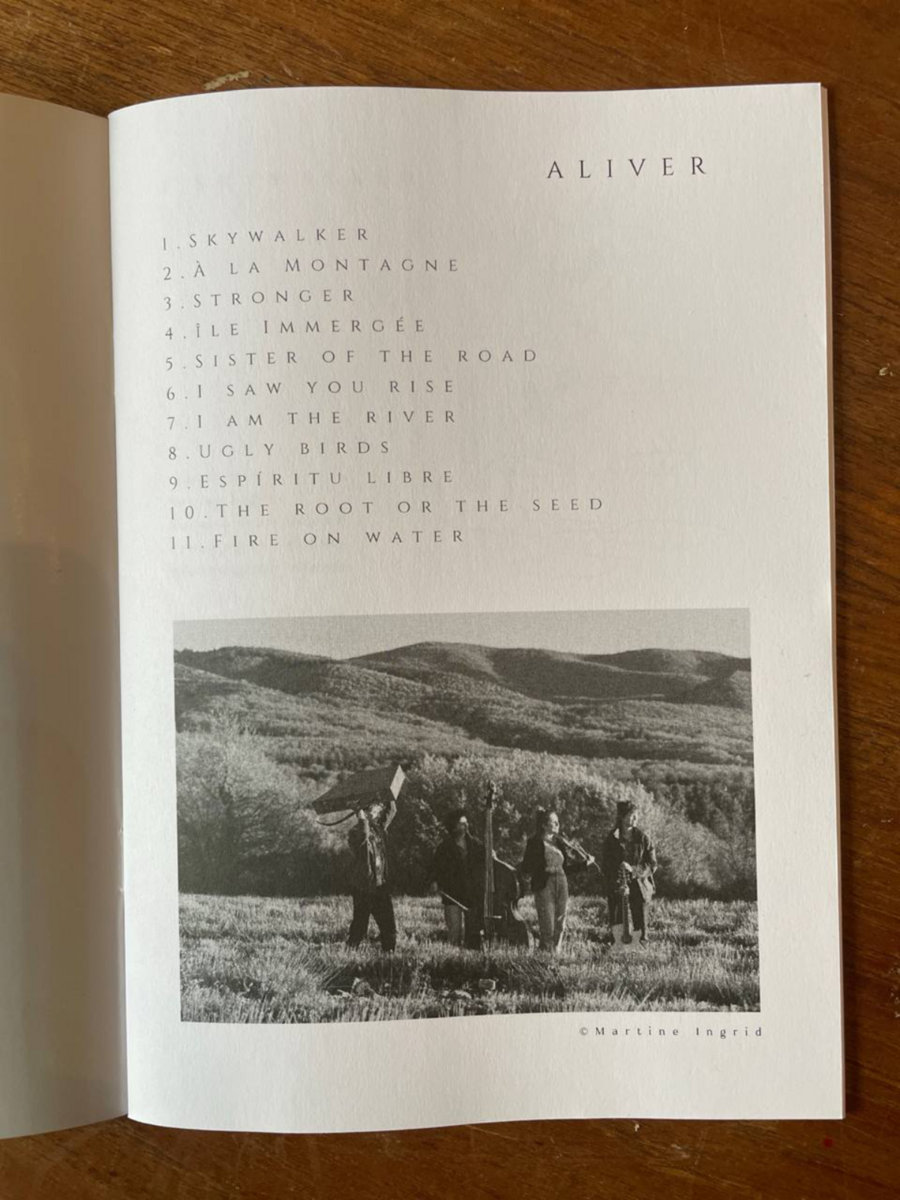 ALIVER
1.SKYWALKER
2.À LA MONTAGNE
3.STRONGER
4.ÎLE IMMERGÉE
5.SISTER OF THE ROAD
6.I SAW YOU RISE
7.I AM THE RIVER
8.UGLY BIRDS
9.ESPÍRITU LIBRE
10.THE ROOT OR THE SEED
11.FIRE ON WATER
©Martine Ingrid